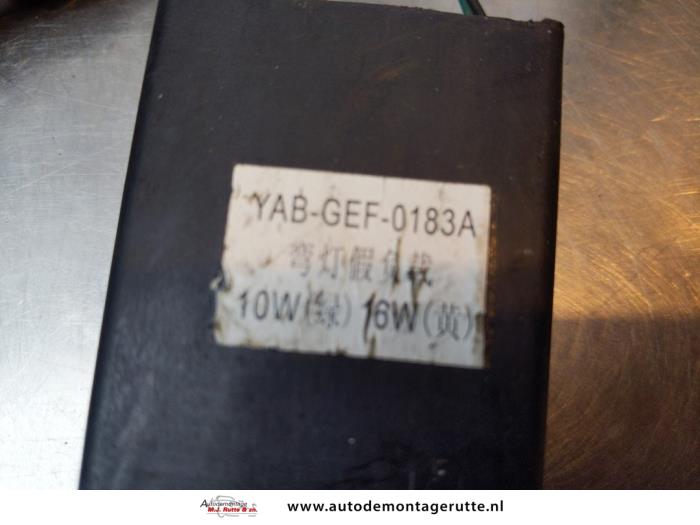 YAB-GEF-0183A
弯灯假负载
10W(绿) 16W(黄)
Autodemontage
M.J. Rutte & zn.
www.autodemontagerutte.nl